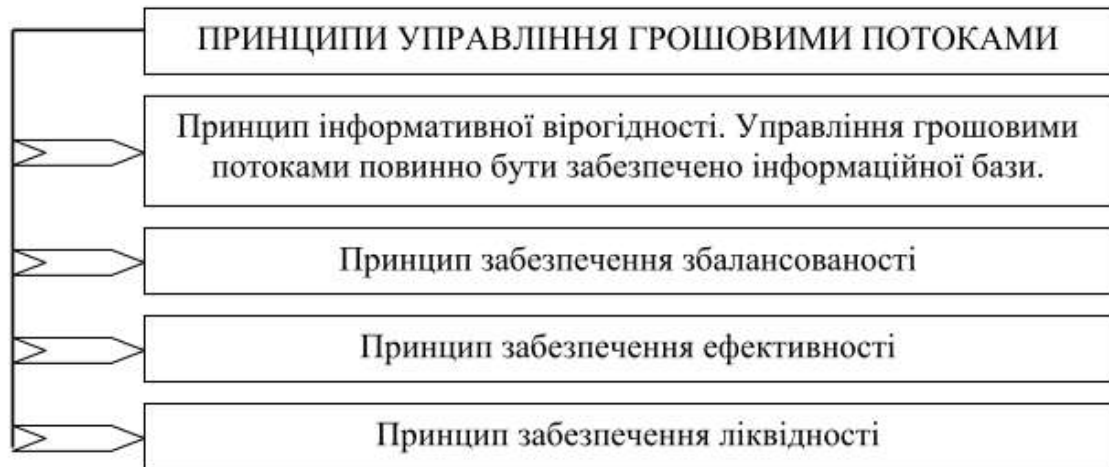 ПРИНЦИПИ УПРАВЛІННЯ ГРОШОВИМИ ПОТОКАМИ
Принцип інформативної вірогідності. Управління грошовими
потоками повинно бути забезпечено інформаційної бази.
Принцип забезпечення збалансованості
Принцип забезпечення ефективності
Принцип забезпечення ліквідності